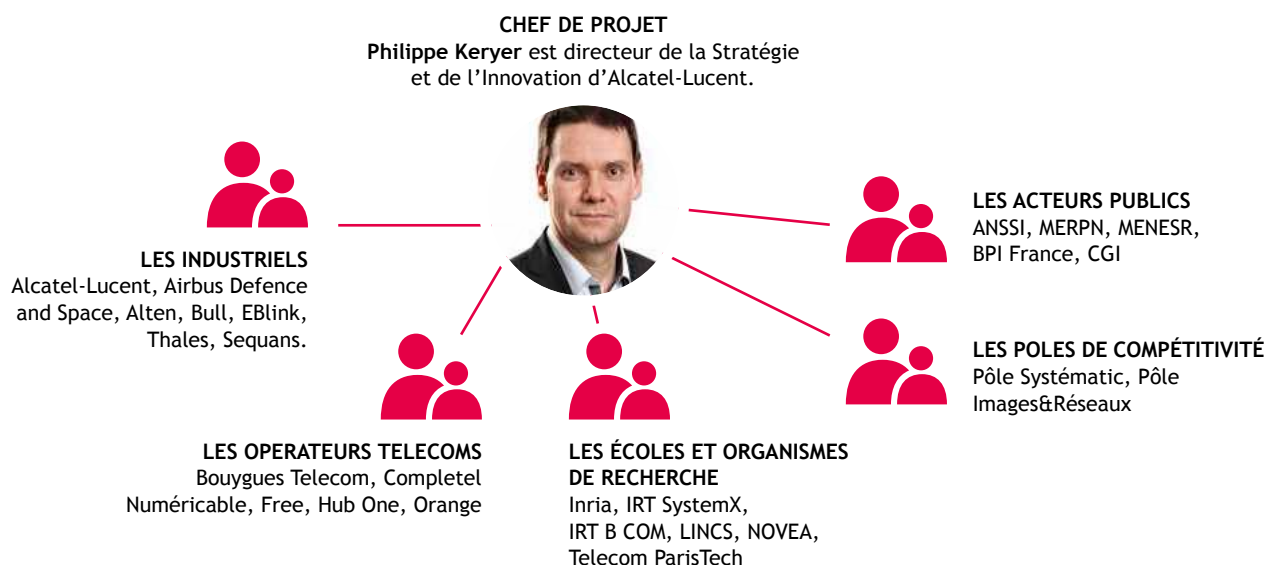 CHEF DE PROJET
Philippe Keryer est directeur de la Stratégie
et de l’Innovation d’Alcatel-Lucent.
LES INDUSTRIELS
Alcatel-Lucent, Airbus Defence
and Space, Alten, Bull, EBlink,
Thales, Sequans.
LES OPERATEURS TELECOMS
Bouygues Telecom, Completel
Numéricable, Free, Hub One, Orange
LES ÉCOLES ET ORGANISMES
DE RECHERCHE
Inria, IRT SystemX,
IRT B COM, LINCS, NOVEA,
Telecom ParisTech
LES ACTEURS PUBLICS
ANSSI, MERPN, MENESR,
BPI France, CGI
LES POLES DE COMPÉTITIVITÉ
Pôle Systématic, Pôle
Images&Réseaux